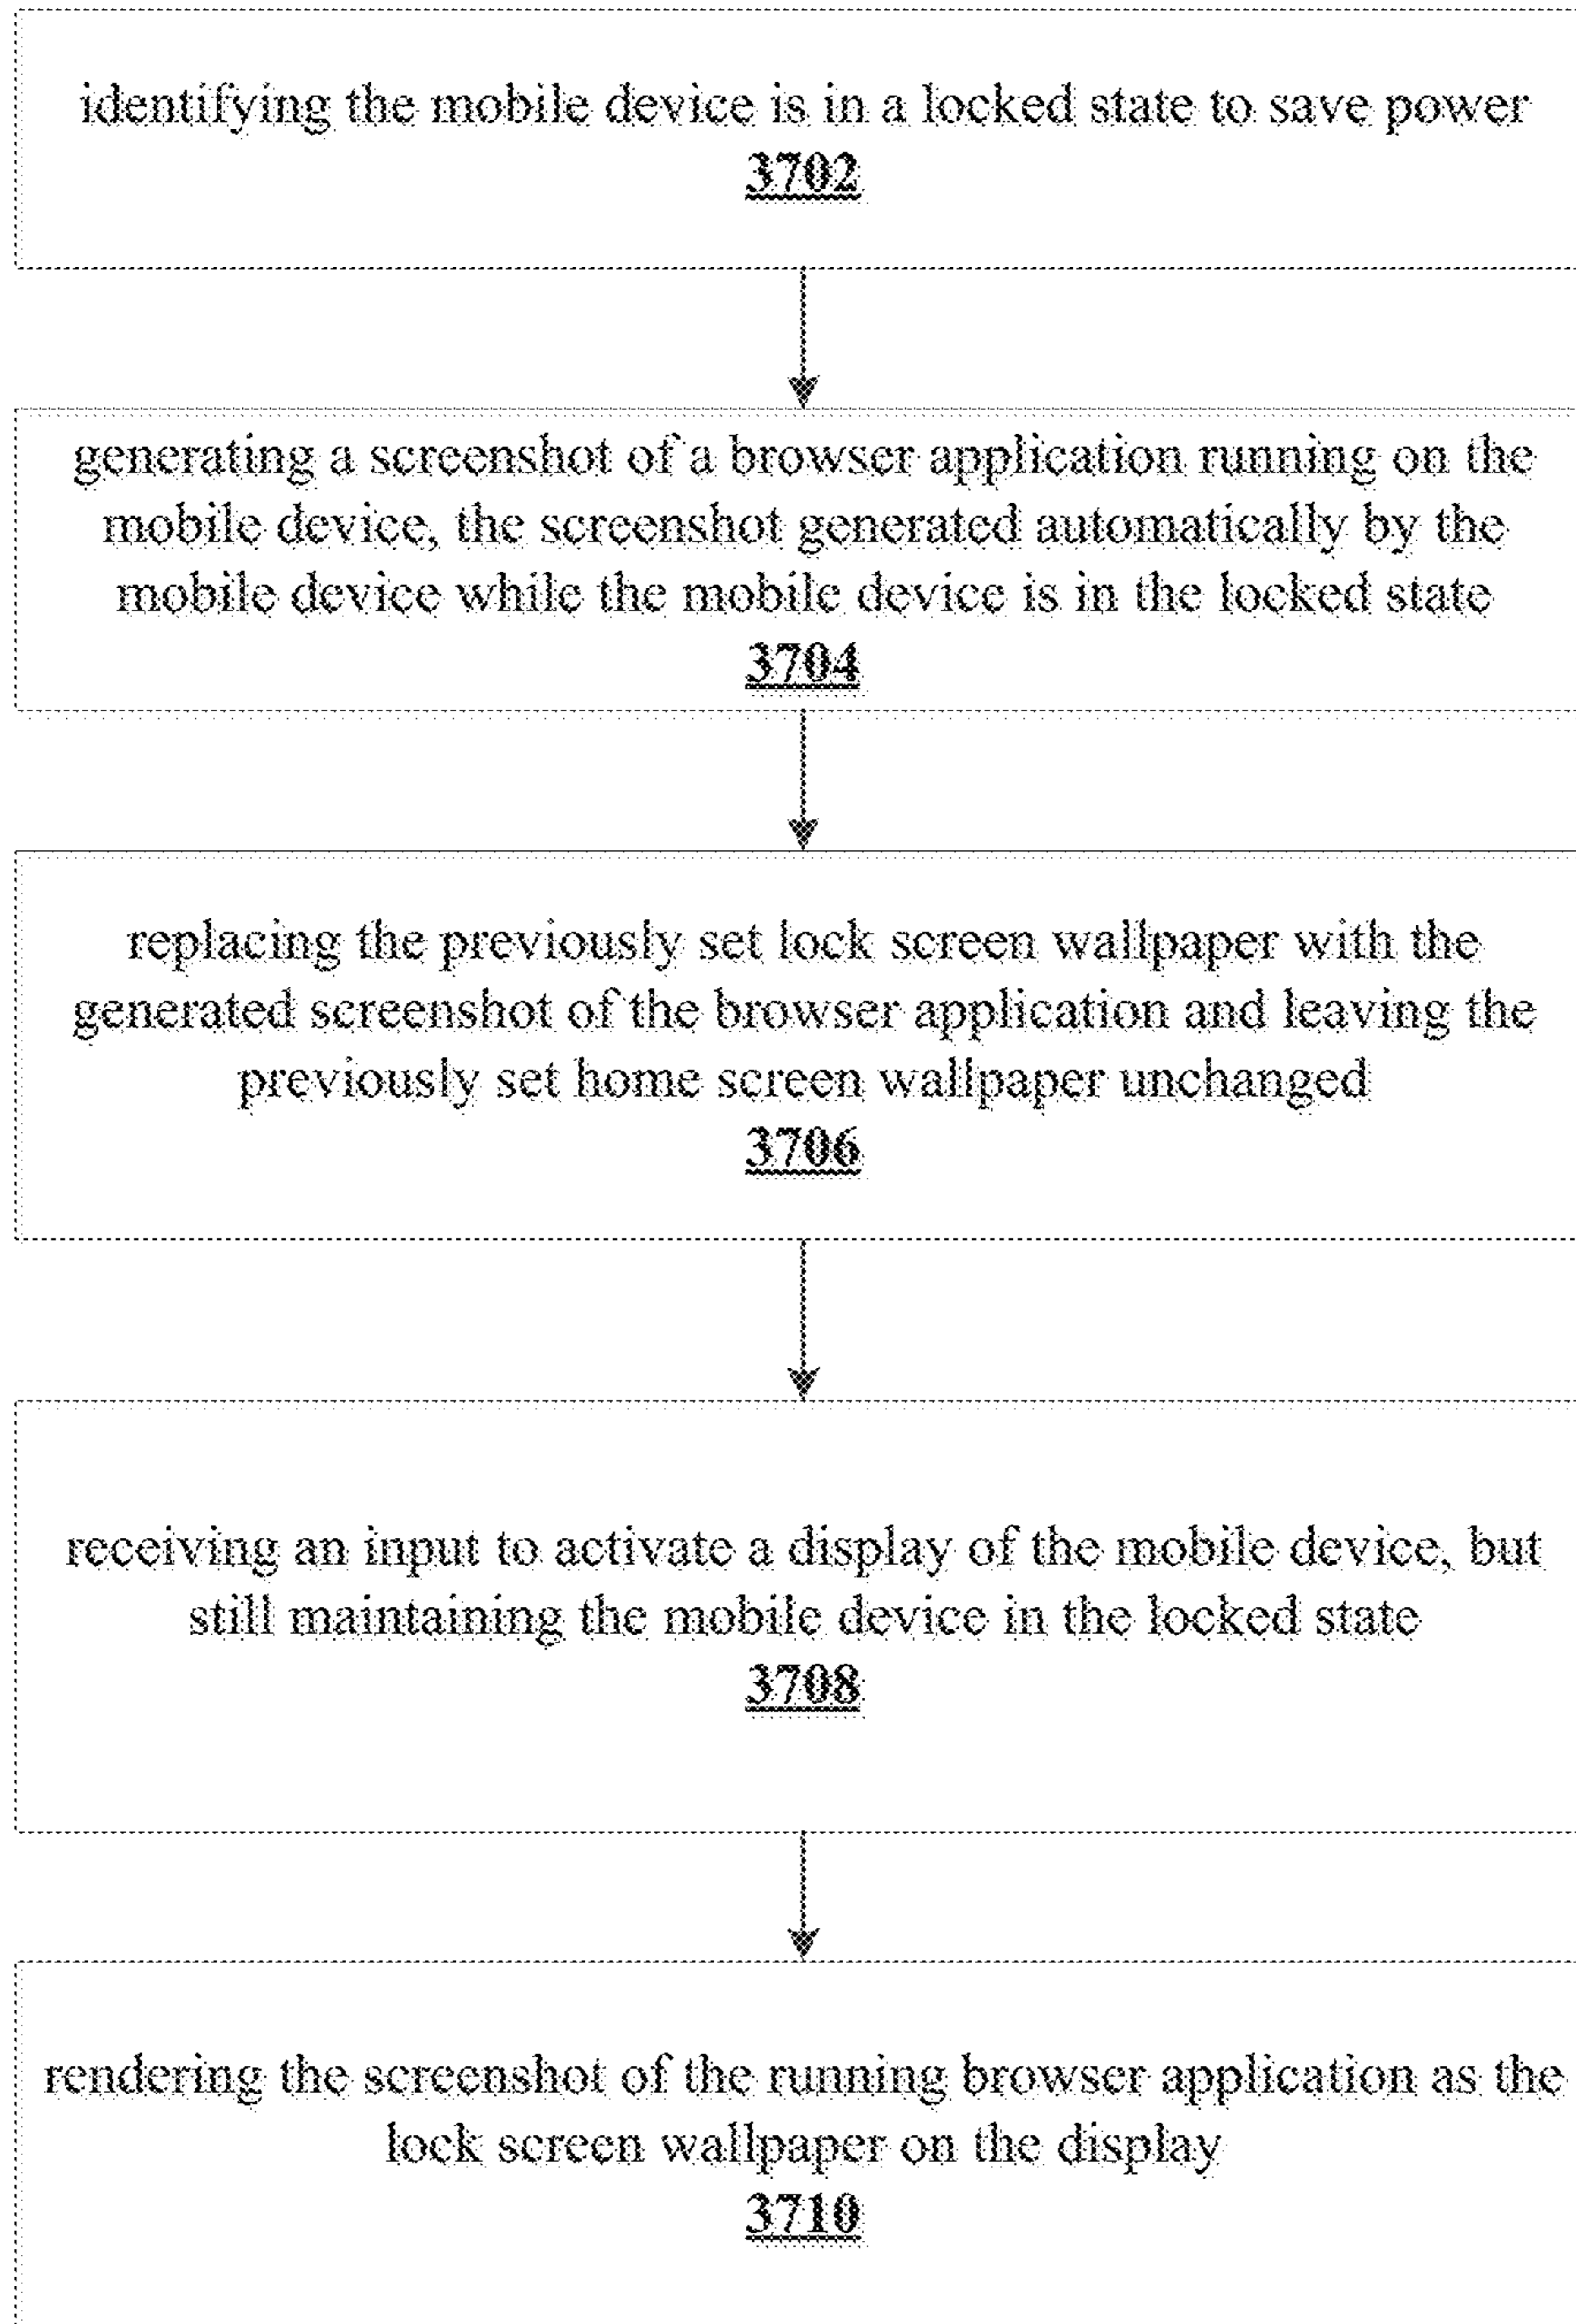 identifying the mobile device is in a locked state to save power
3702
generating a screenshot of a browser application running on the
mobile device, the screenshot generated automatically by the
mobile device while the mobile device is in the locked state
3704
replacing the previously set lock screen wallpaper with the
generated screenshot of the browser application and leaving the
previously set home screen wallpaper unchanged
3706
receiving an input to activate a display of the mobile device, but
still maintaining the mobile device in the locked state
3708
rendering the screenshot of the running browser application as the
lock screen wallpaper on the display
3710